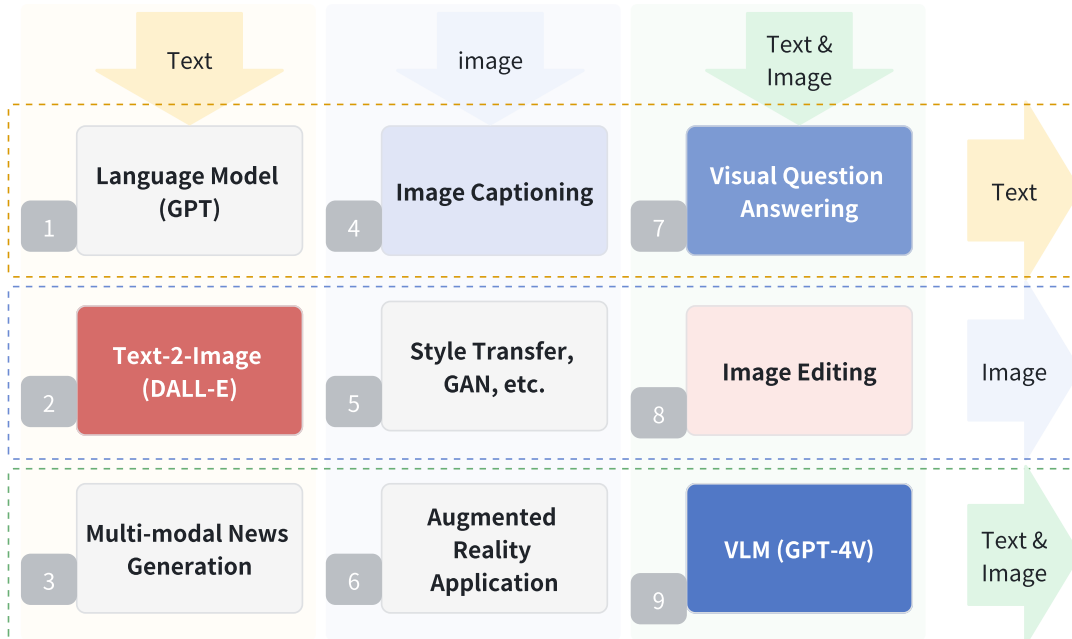 Text
image
Text &
Image
Language Model
(GPT)
1
Image Captioning
4
Visual Question
Answering
7
Text
Text-2-Image
(DALL-E)
2
Style Transfer,
GAN, etc.
5
Image Editing
8
Image
Multi-modal News
Generation
3
Augmented
Reality
Application
6
VLM (GPT-4V)
9
Text &
Image